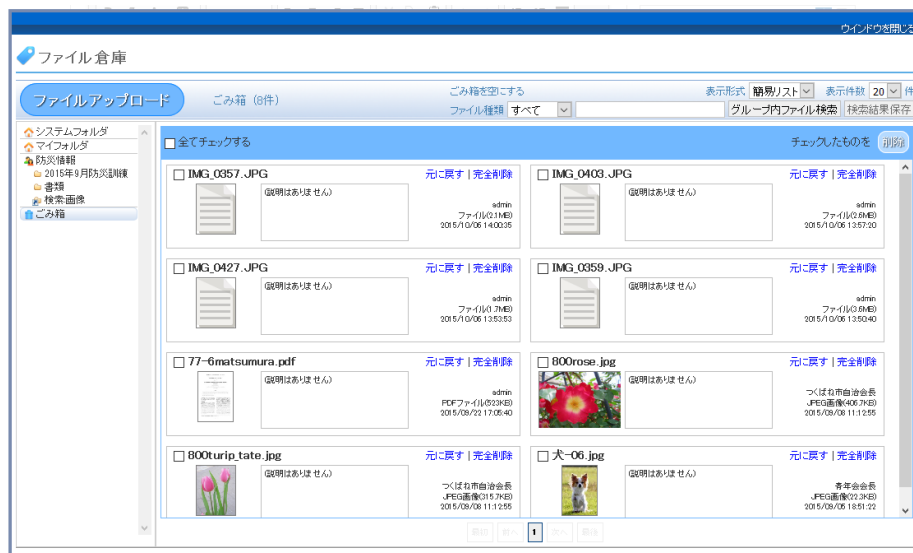 ウインドウを閉じる
ファイル倉庫
ファイルアップロード
ごみ箱 (8件)
ごみ箱を空にする
表示形式 簡易リスト 表示件数 20 件
ファイル種類 すべて
グループ内ファイル検索 検索結果保存
システムフォルダ
マイフォルダ
防災情報
2015年9月防災訓練
書類
検索画像
ごみ箱
全てチェックする
チェックしたものを 削除
IMG_0357.JPG 元に戻す | 完全削除
(説明はありません)
admin
ファイル(2.1MB)
2015/10/06 14:00:35
IMG_0403.JPG 元に戻す | 完全削除
(説明はありません)
admin
ファイル(2.6MB)
2015/10/06 13:57:20
IMG_0427.JPG 元に戻す | 完全削除
(説明はありません)
admin
ファイル(1.7MB)
2015/10/06 13:53:53
IMG_0359.JPG 元に戻す | 完全削除
(説明はありません)
admin
ファイル(3.6MB)
2015/10/06 13:50:40
77-6matsumura.pdf 元に戻す | 完全削除
(説明はありません)
admin
PDFファイル(523KB)
2015/09/22 17:05:40
800rose.jpg 元に戻す | 完全削除
(説明はありません)
つくばね市自治会長
JPEG画像(406.7KB)
2015/09/08 11:12:55
800turip_tate.jpg 元に戻す | 完全削除
(説明はありません)
つくばね市自治会長
JPEG画像(315.7KB)
2015/09/08 11:12:55
犬-06.jpg 元に戻す | 完全削除
(説明はありません)
青年会会長
JPEG画像(22.3KB)
2015/09/05 18:51:22
最初 前へ 1 次へ 最後